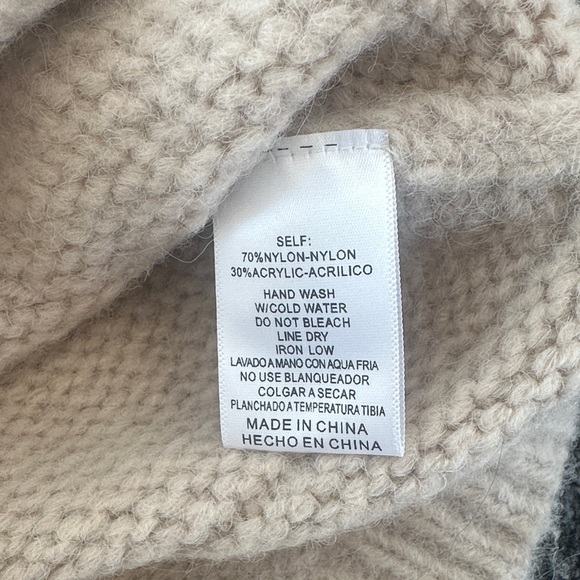 SELF:
70%NYLON-NYLON
30%ACRYLIC-ACRILICO
HAND WASH
W/COLD WATER
DO NOT BLEACH
LINE DRY
IRON LOW
LAVADO A MANO CON AQUA FRIA
NO USE BLANQUEADOR
COLGAR A SECAR
PLANCHADO A TEMPERATURA TIBIA
MADE IN CHINA
HECHO EN CHINA